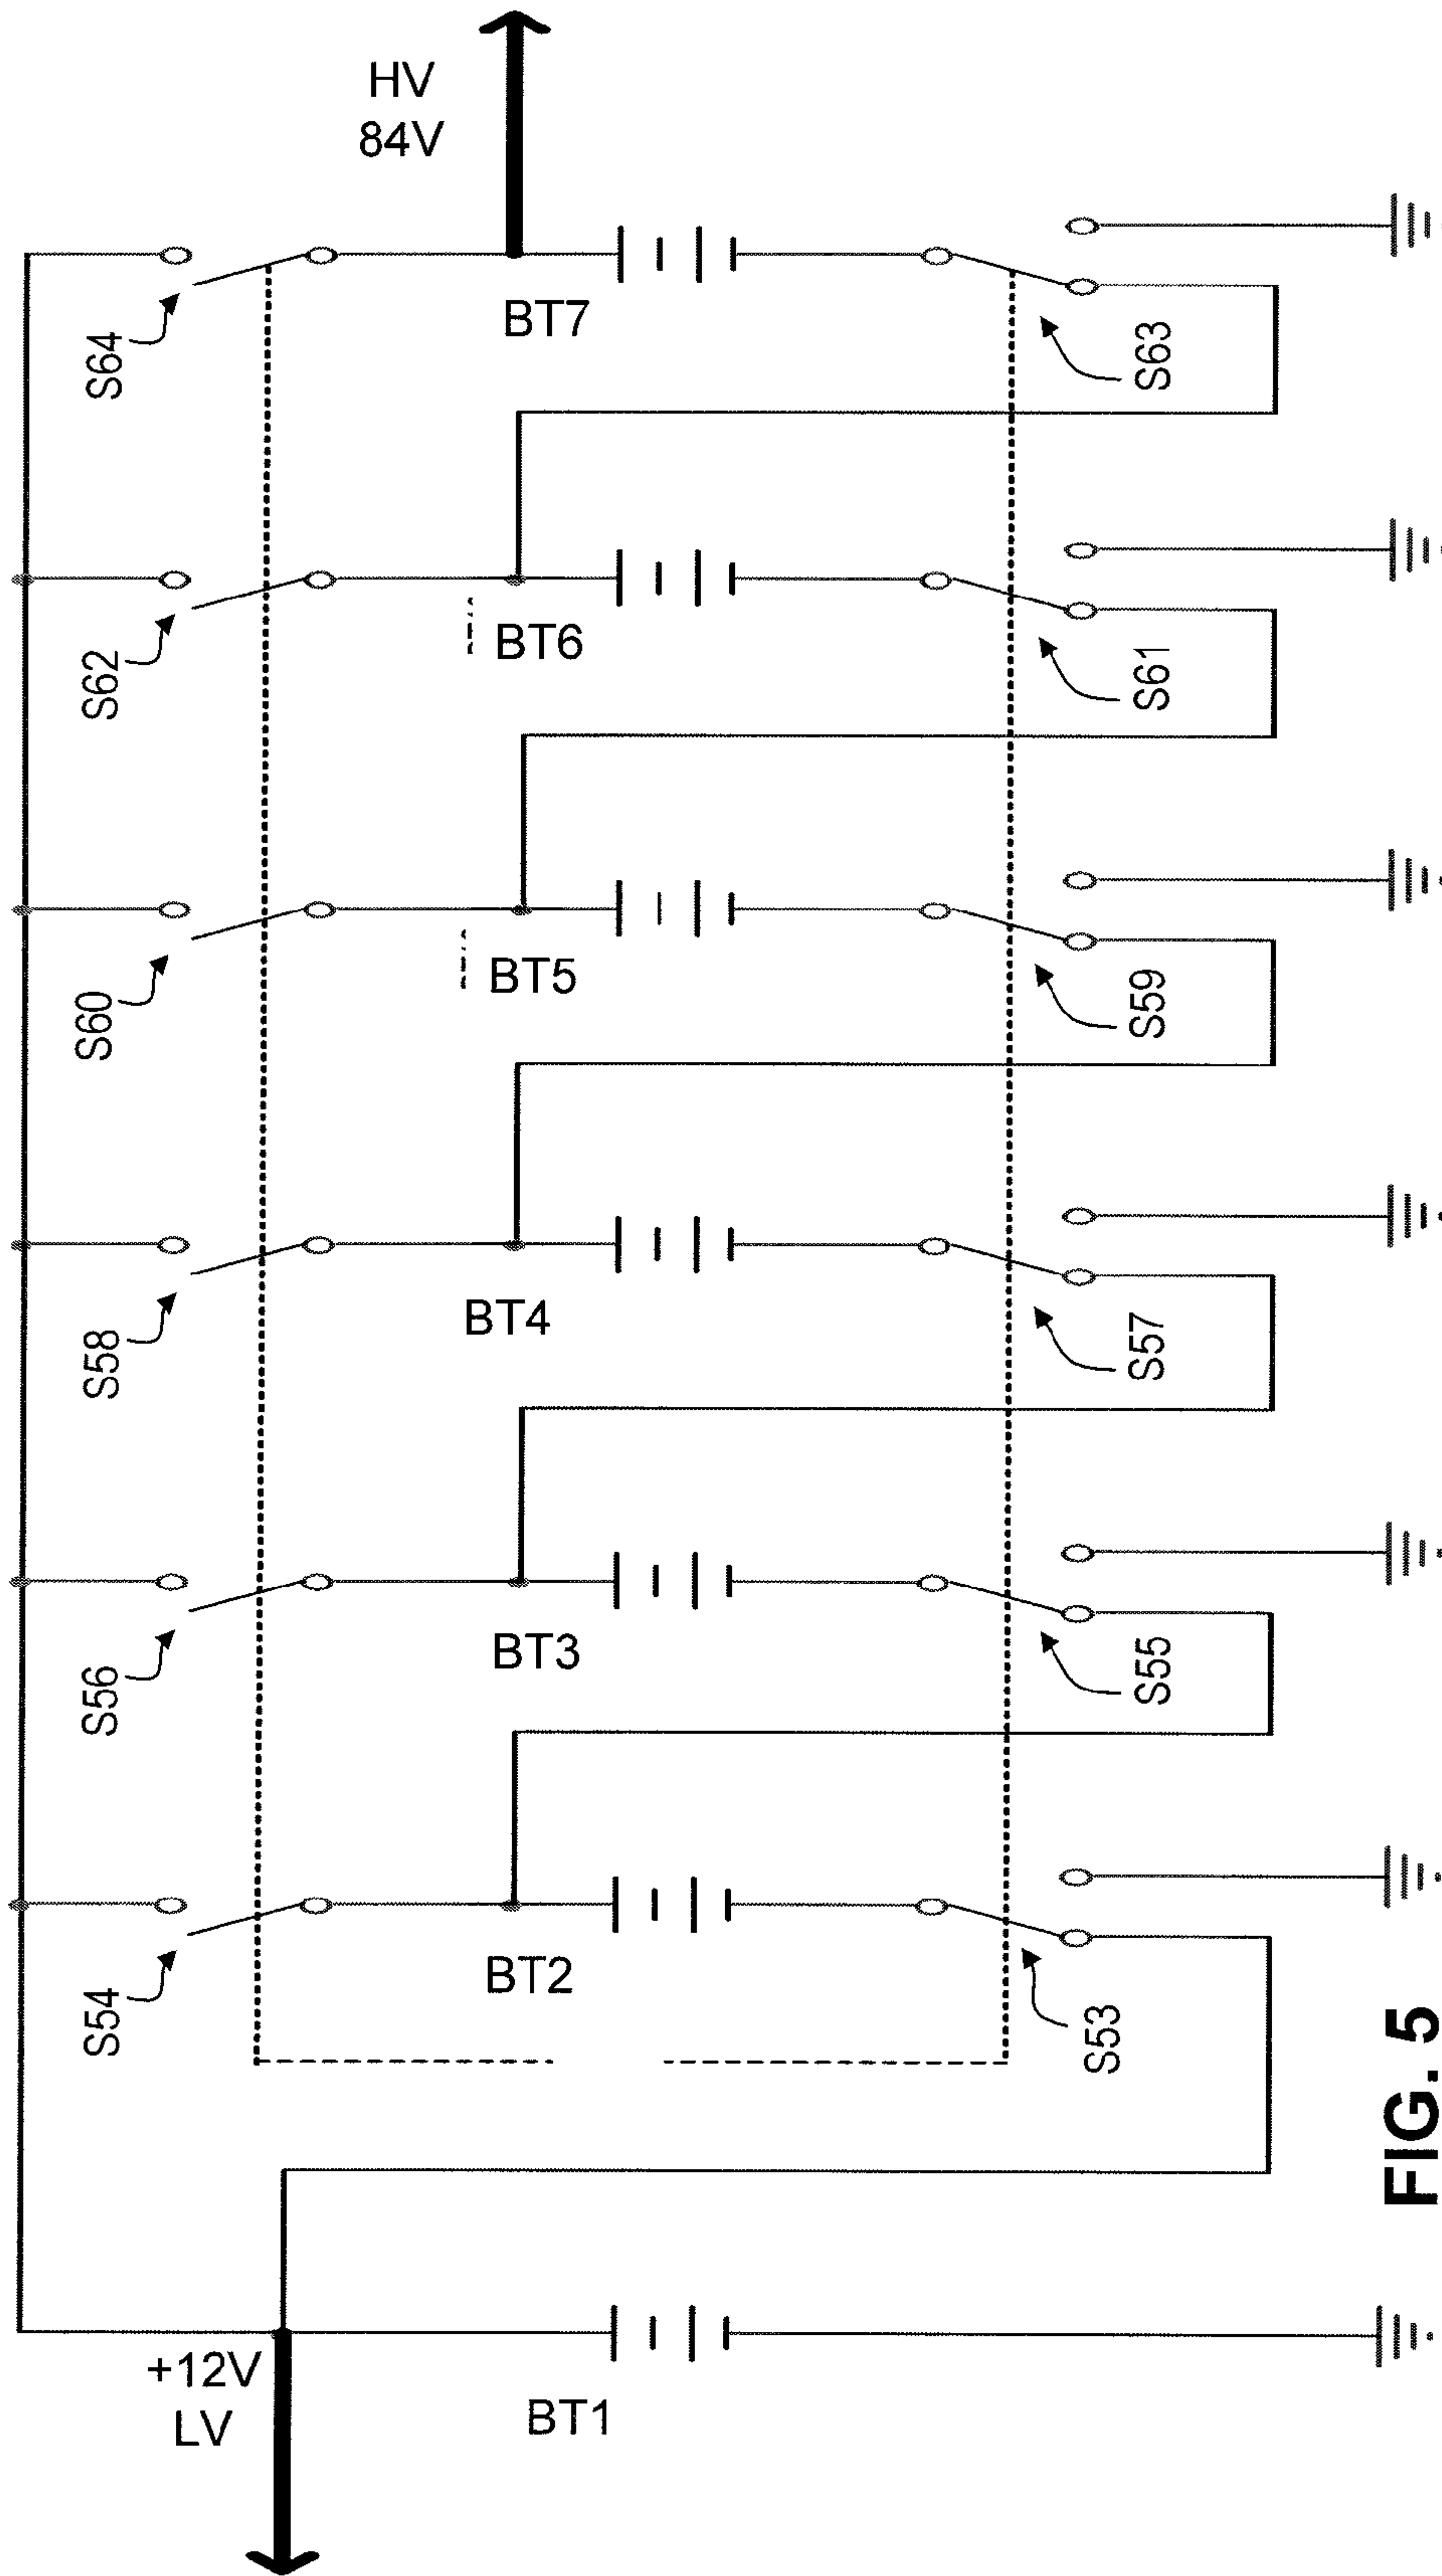 HV
84V
S64
BT7
S63
S62
BT6
S61
S60
BT5
S59
S58
BT4
S57
S56
BT3
S55
S54
BT2
S53
+12V
LV
BT1
FIG. 5